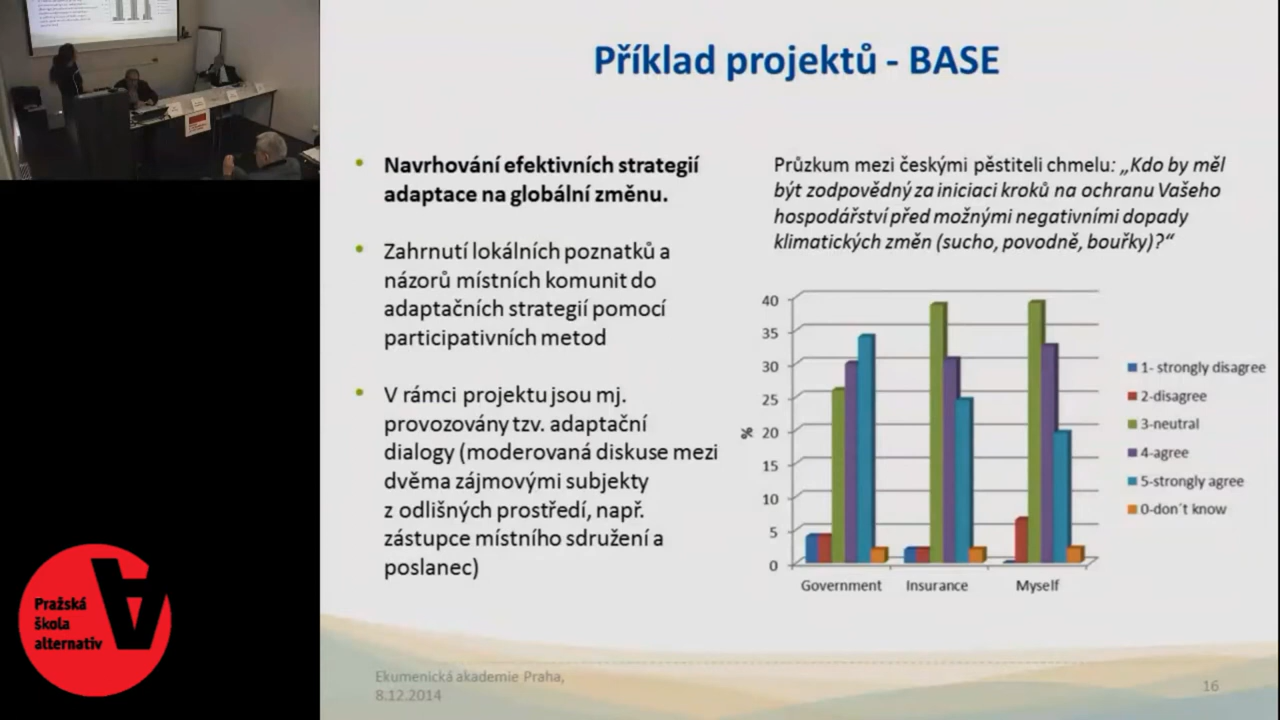 Příklad projektů - BASE
Navrhování efektivních strategií
adaptace na globální změnu.
Zahrnutí lokálních poznatků a
názorů místních komunit do
adaptačních strategií pomocí
participativních metod
V rámci projektu jsou mj.
provozovány tzv. adaptační
dialogy (moderovaná diskuse mezi
dvěma zájmovými subjekty
z odlišných prostředí, např.
zástupce místního sdružení a
poslanec)
Průzkum mezi českými pěstiteli chmelu: „Kdo by měl
být zodpovědný za iniciaci kroků na ochranu Vašeho
hospodářství před možnými negativními dopady
klimatických změn (sucho, povodně, bouřky)?“
40
35
30
25
20
15
10
5
0
%
Government
Insurance
Myself
1- strongly disagree
2-disagree
3-neutral
4-agree
5-strongly agree
0-don´t know
Pražská
škola
alternativ
Ekumenická akademie Praha,
8.12.2014
16